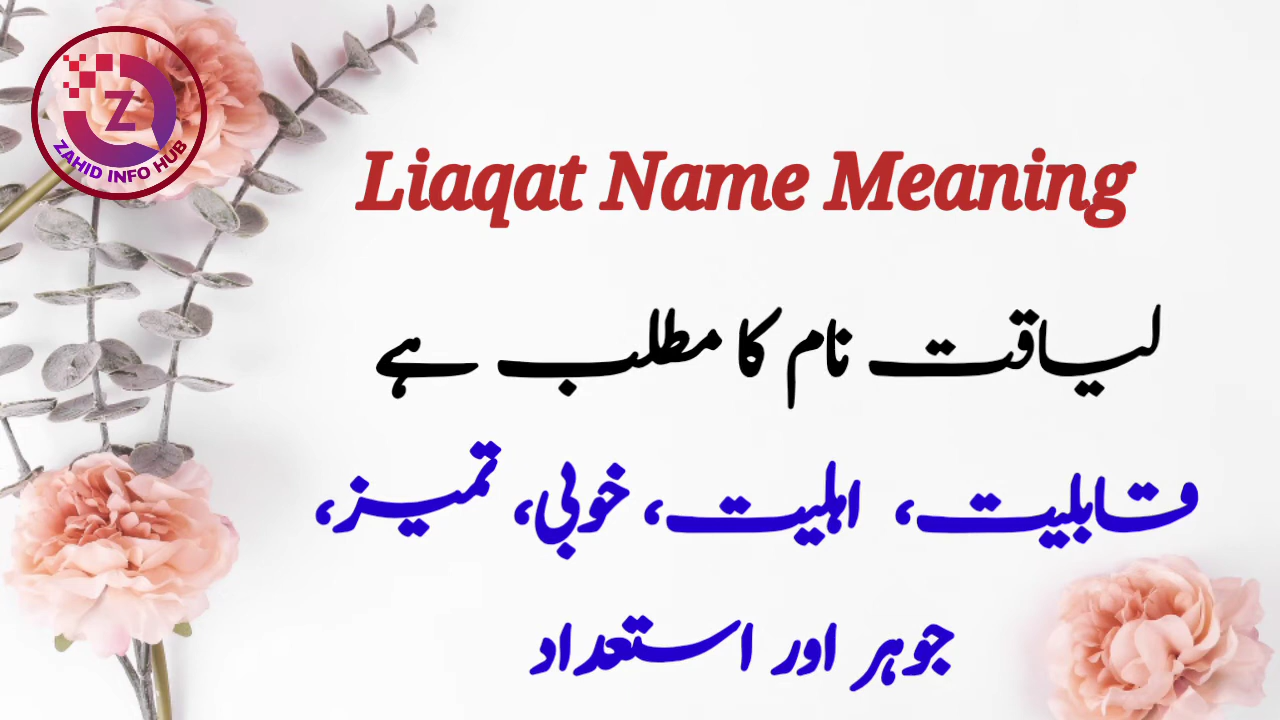 Z
ZAHID INFO HUB
Liaqat Name Meaning
لیاقت نام کا مطلب ہے
قابلیت، اہلیت، خوبی، تمیز،
جوہر اور استعداد